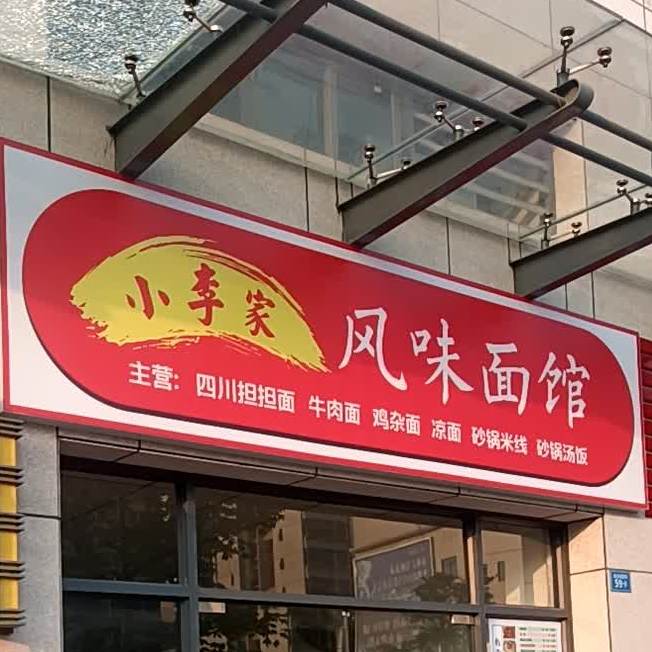 小李家 风味面馆
主营: 四川担担面 牛肉面 鸡杂面 凉面 砂锅米线 砂锅汤饭